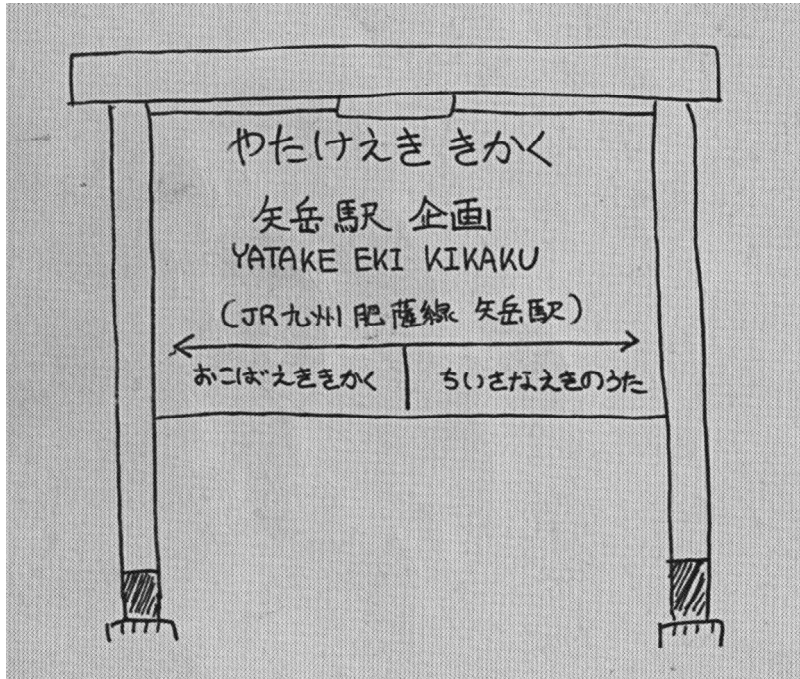 やたけえき きかく
矢岳駅 企画
YATAKE EKI KIKAKU
(JR九州 肥薩線 矢岳駅)
おこばえききかく ちいさなえきのうた